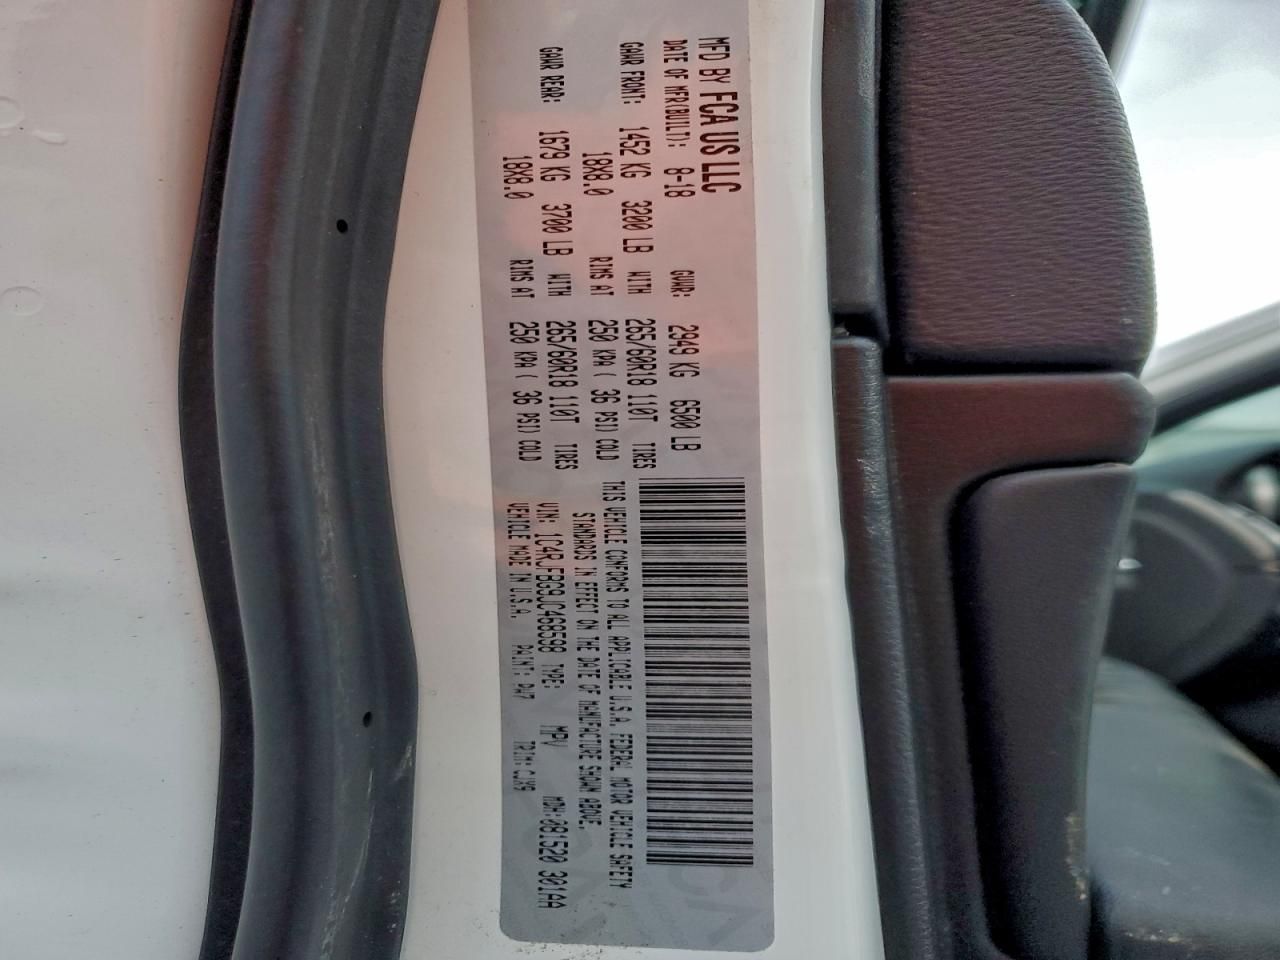 MFD BY FCA US LLC
DATE OF MFR(BUILT): 8-18 GVWR: 2949 KG 6500 LB
GAWR FRONT: 1452 KG 3200 LB WITH 265/60R18 110T TIRES
18X8.0 RIMS AT 250 KPA ( 36 PSI) COLD
GAWR REAR: 1679 KG 3700 LB WITH 265/60R18 110T TIRES
18X8.0 RIMS AT 250 KPA ( 36 PSI) COLD
THIS VEHICLE CONFORMS TO ALL APPLICABLE U.S.A. FEDERAL MOTOR VEHICLE SAFETY
STANDARDS IN EFFECT ON THE DATE OF MANUFACTURE SHOWN ABOVE.
VIN: 1C4RJFBG9JC468598 TYPE: MPV MDH:081520 301AA
VEHICLE MADE IN U.S.A. PAINT: PW7 TRIM: CJX9